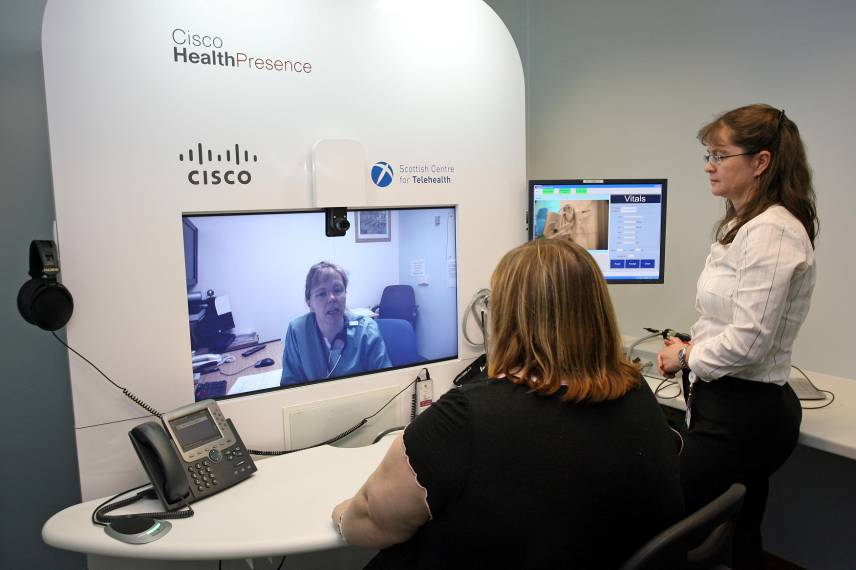 Cisco
HealthPresence
CISCO
Scottish Centre
for Telehealth
Vitals